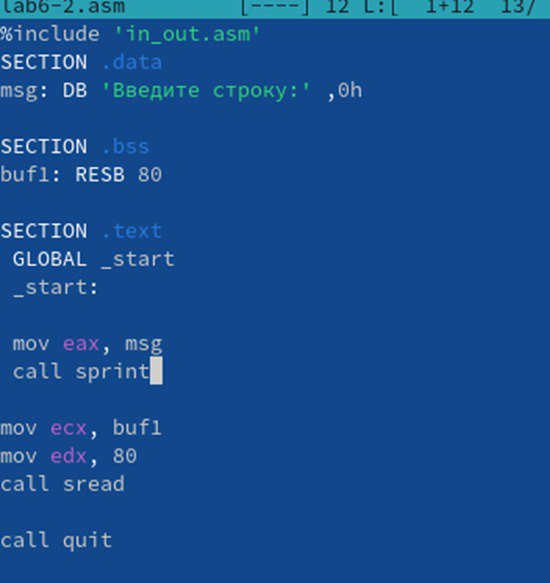 lab6-2.asm [----] 12 L:[ 1+12 13/
%include 'in_out.asm'
SECTION .data
msg: DB 'Введите строку:' ,0h
SECTION .bss
buf1: RESB 80
SECTION .text
GLOBAL _start
_start:
mov eax, msg
call sprint
mov ecx, buf1
mov edx, 80
call sread
call quit